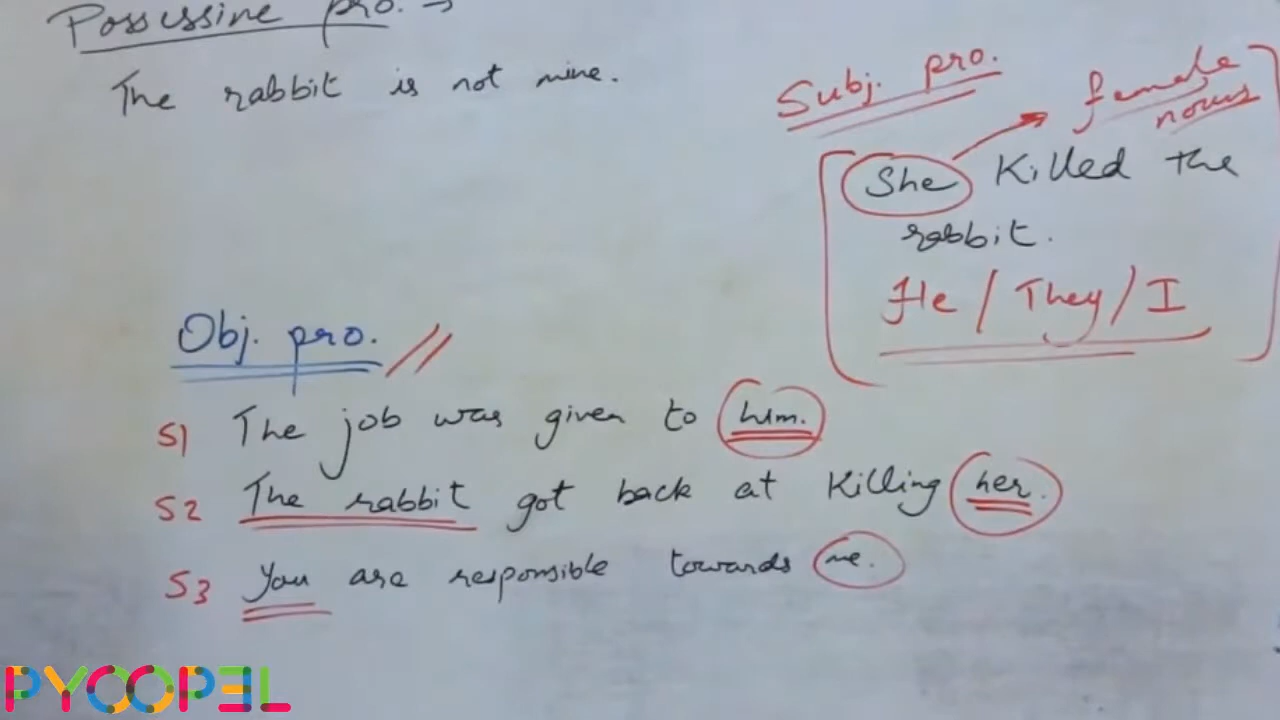 Possessive pro. →
The rabbit is not mine.
Subj. pro.
female
nouns
She Killed the
rabbit.
He / They / I
Obj. pro.
S1 The job was given to him.
S2 The rabbit got back at Killing her.
S3 You are responsible towards me.
PYOOPEL